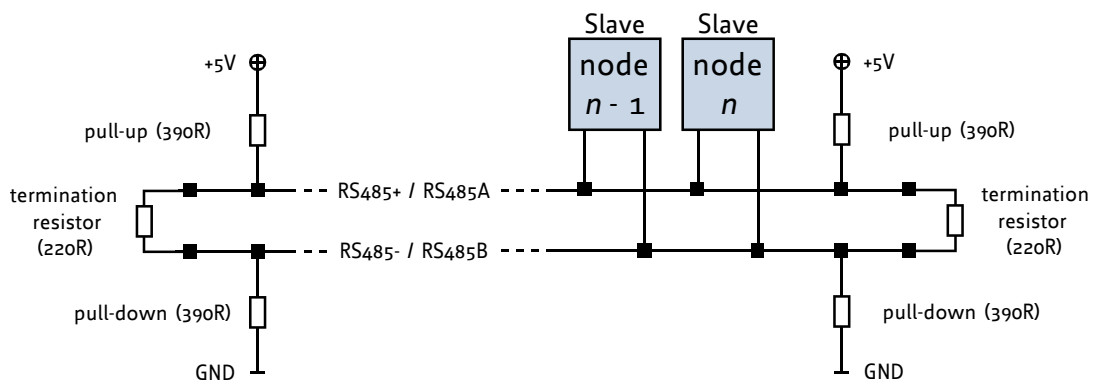 Slave Slave
node node
n - 1 n
+5V +5V
pull-up (390R) pull-up (390R)
termination RS485+ / RS485A termination
resistor resistor
(220R) RS485- / RS485B (220R)
pull-down (390R) pull-down (390R)
GND GND